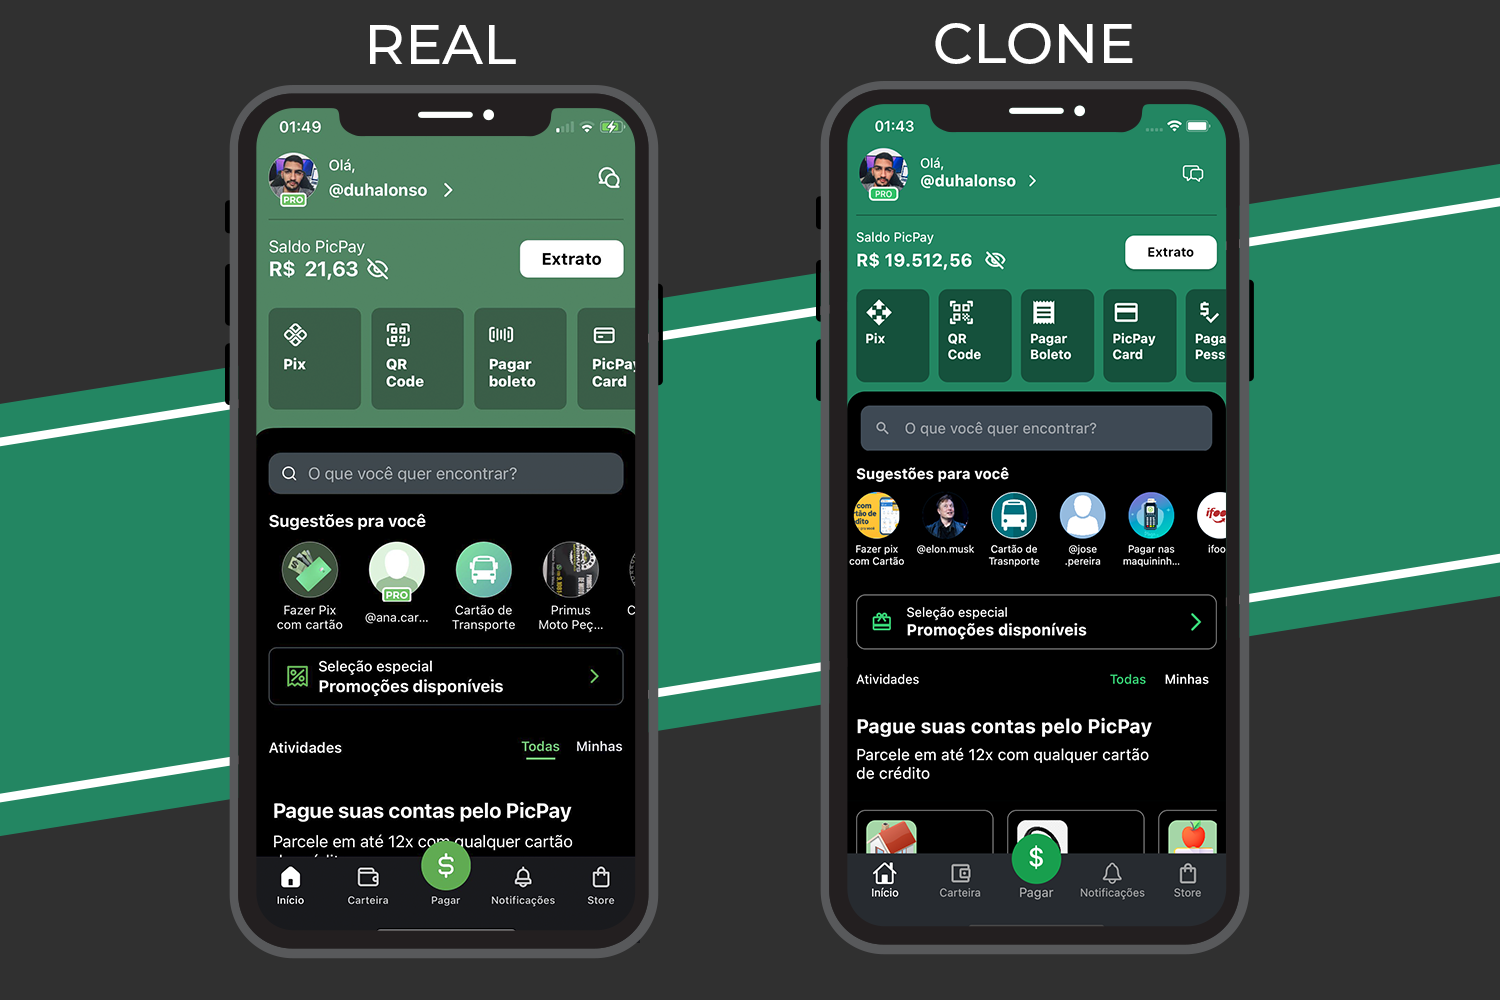 REAL
01:49
Olá,
@duhalonso
PRO
Saldo PicPay
R$ 21,63
Extrato
Pix
QR
Code
Pagar
boleto
PicPay
Card
O que você quer encontrar?
Sugestões pra você
Fazer Pix
com cartão
PRO
@ana.car...
Cartão de
Transporte
Primus
Moto Peç...
C
Seleção especial
Promoções disponíveis
Atividades
Todas
Minhas
Pague suas contas pelo PicPay
Parcele em até 12x com qualquer cartão
$
Início
Carteira
Pagar
Notificações
Store
CLONE
01:43
Olá,
@duhalonso
PRO
Saldo PicPay
R$ 19.512,56
Extrato
Pix
QR
Code
Pagar
Boleto
PicPay
Card
Paga
Pess
O que você quer encontrar?
Sugestões para você
com
rtão de
édito
Fazer pix
com Cartão
@elon.musk
Cartão de
Trasnporte
@jose
.pereira
Pagar nas
maquininh...
ifoo
ifoo
Seleção especial
Promoções disponíveis
Atividades
Todas
Minhas
Pague suas contas pelo PicPay
Parcele em até 12x com qualquer cartão
de crédito
$
Início
Carteira
Pagar
Notificações
Store